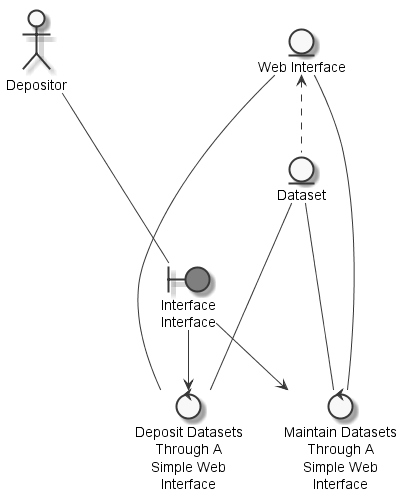 Depositor
Web Interface
Dataset
Interface
Interface
Deposit Datasets
Through A
Simple Web
Interface
Maintain Datasets
Through A
Simple Web
Interface